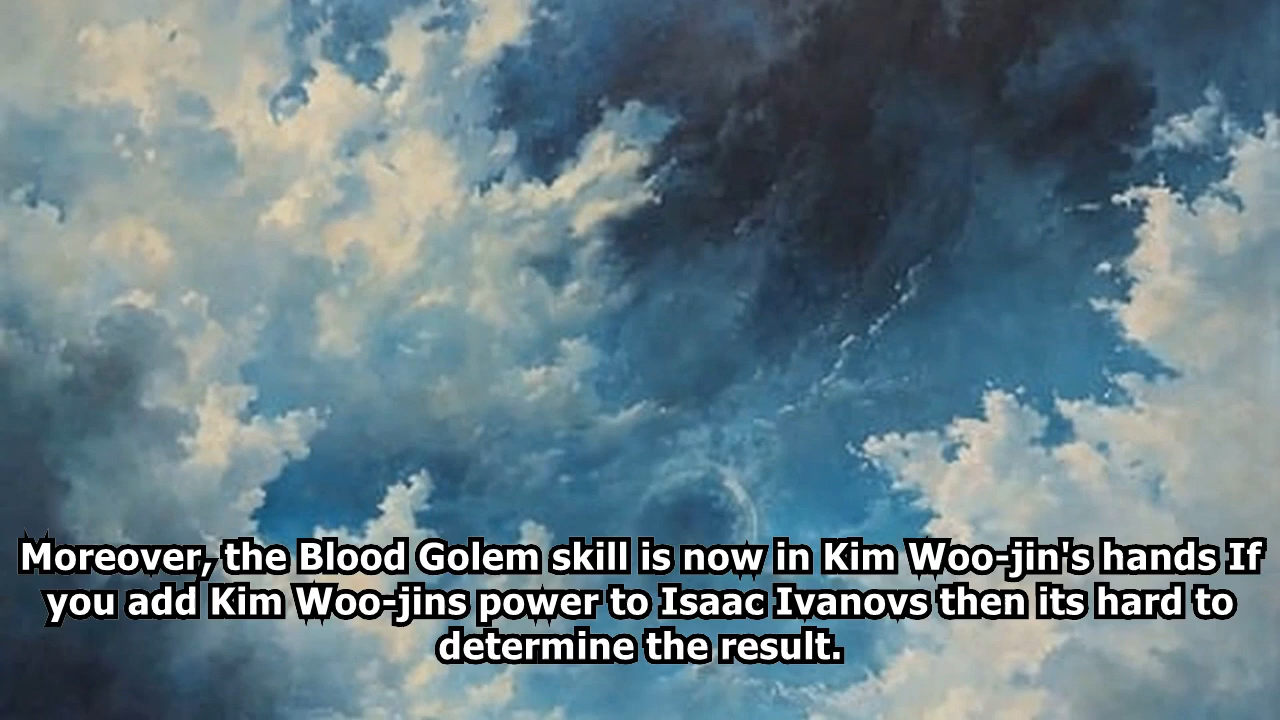 Moreover, the Blood Golem skill is now in Kim Woo-jin's hands If
you add Kim Woo-jins power to Isaac Ivanovs then its hard to
determine the result.